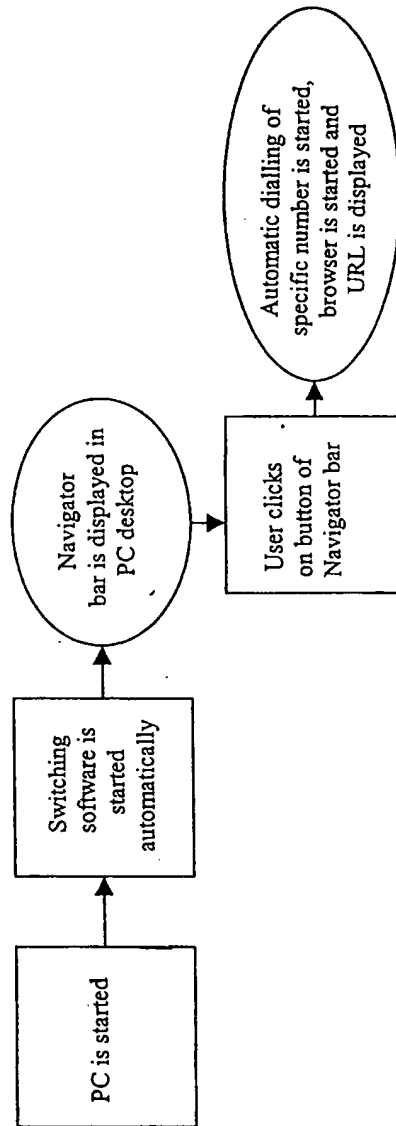 PC is started
Switching
software is
started
automatically
Navigator
bar is displayed in
PC desktop
User clicks
on button of
Navigator bar
Automatic dialling of
specific number is started,
browser is started and
URL is displayed